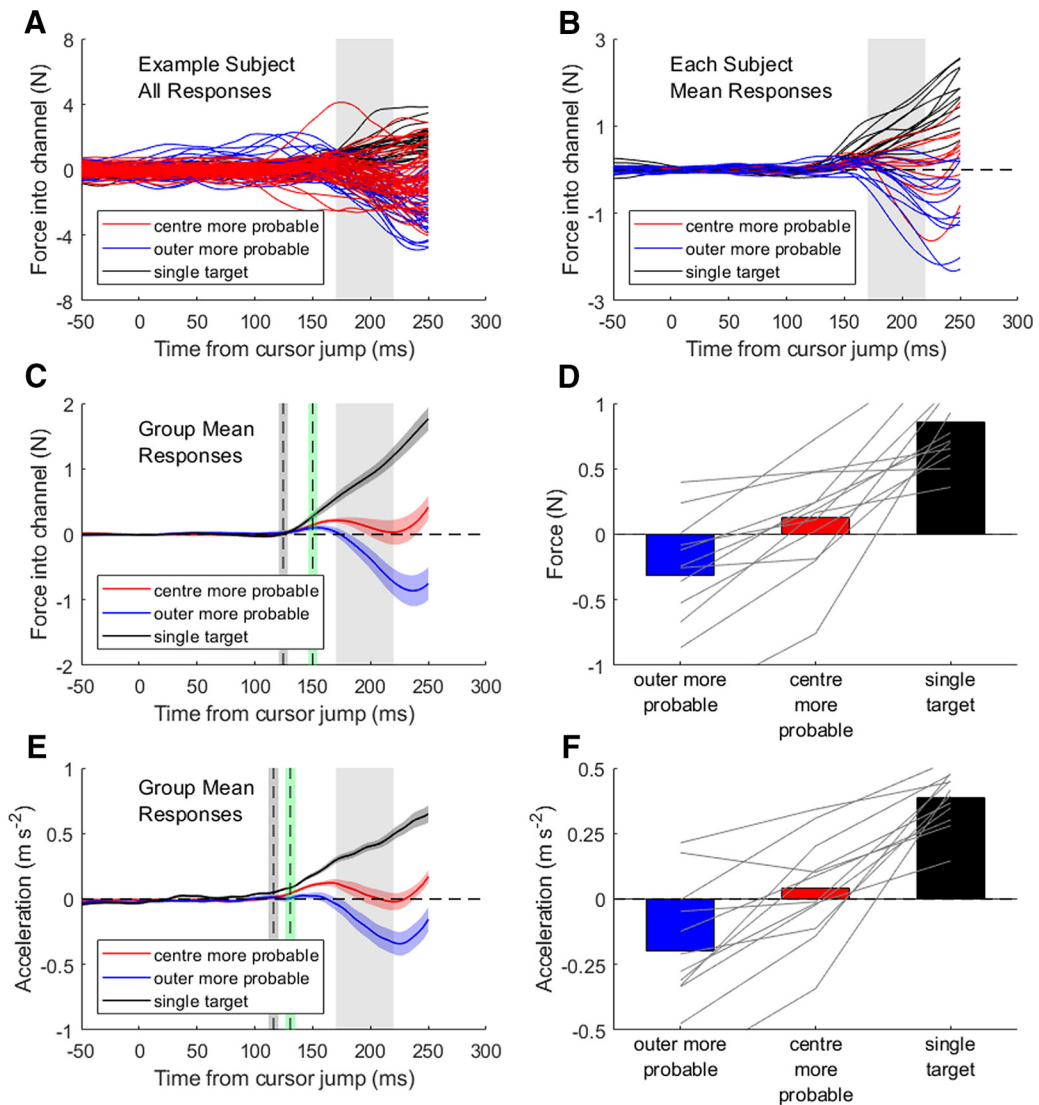 A
8
4
0
-4
-8
Force into channel (N)
Example Subject
All Responses
centre more probable
outer more probable
single target
-50 0 50 100 150 200 250 300
Time from cursor jump (ms)
B
3
1
-1
-3
Force into channel (N)
Each Subject
Mean Responses
centre more probable
outer more probable
single target
-50 0 50 100 150 200 250 300
Time from cursor jump (ms)
C
2
1
0
-1
-2
Force into channel (N)
Group Mean
Responses
centre more probable
outer more probable
single target
-50 0 50 100 150 200 250 300
Time from cursor jump (ms)
D
1
0.5
0
-0.5
-1
Force (N)
outer more
probable
centre
more
probable
single
target
E
1
0.5
0
-0.5
-1
Acceleration (m s-2)
Group Mean
Responses
centre more probable
outer more probable
single target
-50 0 50 100 150 200 250 300
Time from cursor jump (ms)
F
0.5
0.25
0
-0.25
-0.5
Acceleration (m s-2)
outer more
probable
centre
more
probable
single
target